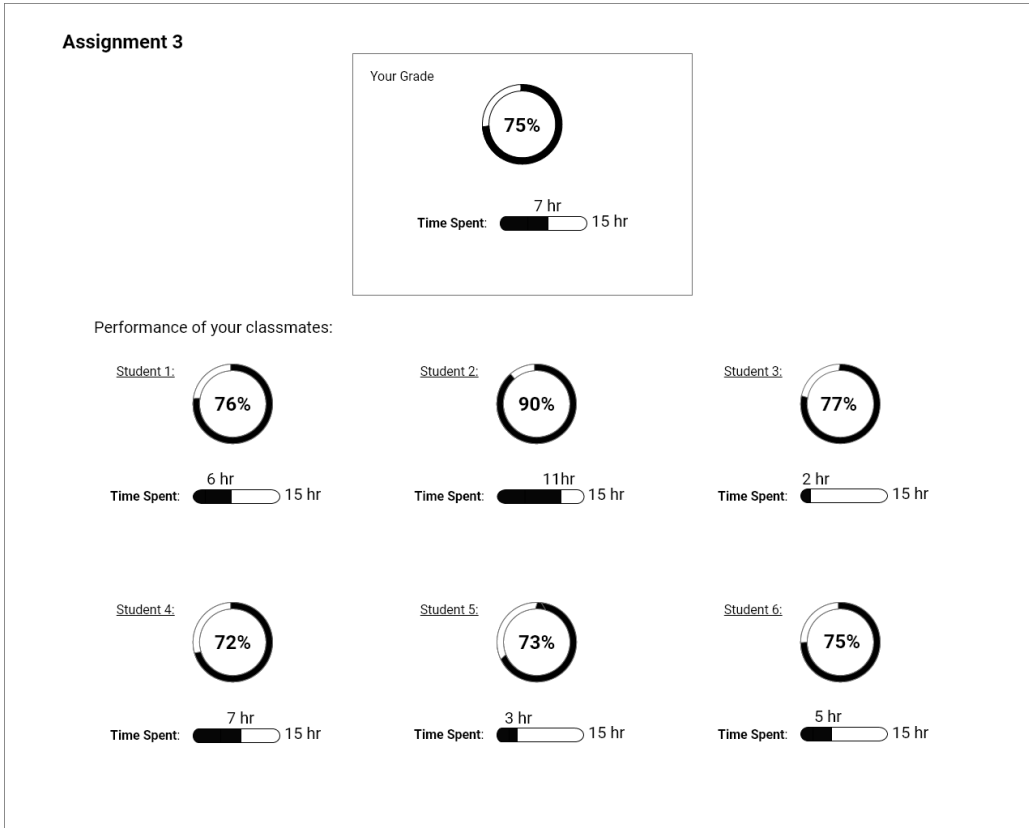 Assignment 3
Your Grade
75%
7 hr
Time Spent: 15 hr
Performance of your classmates:
Student 1:
76%
6 hr
Time Spent: 15 hr
Student 2:
90%
11hr
Time Spent: 15 hr
Student 3:
77%
2 hr
Time Spent: 15 hr
Student 4:
72%
7 hr
Time Spent: 15 hr
Student 5:
73%
3 hr
Time Spent: 15 hr
Student 6:
75%
5 hr
Time Spent: 15 hr